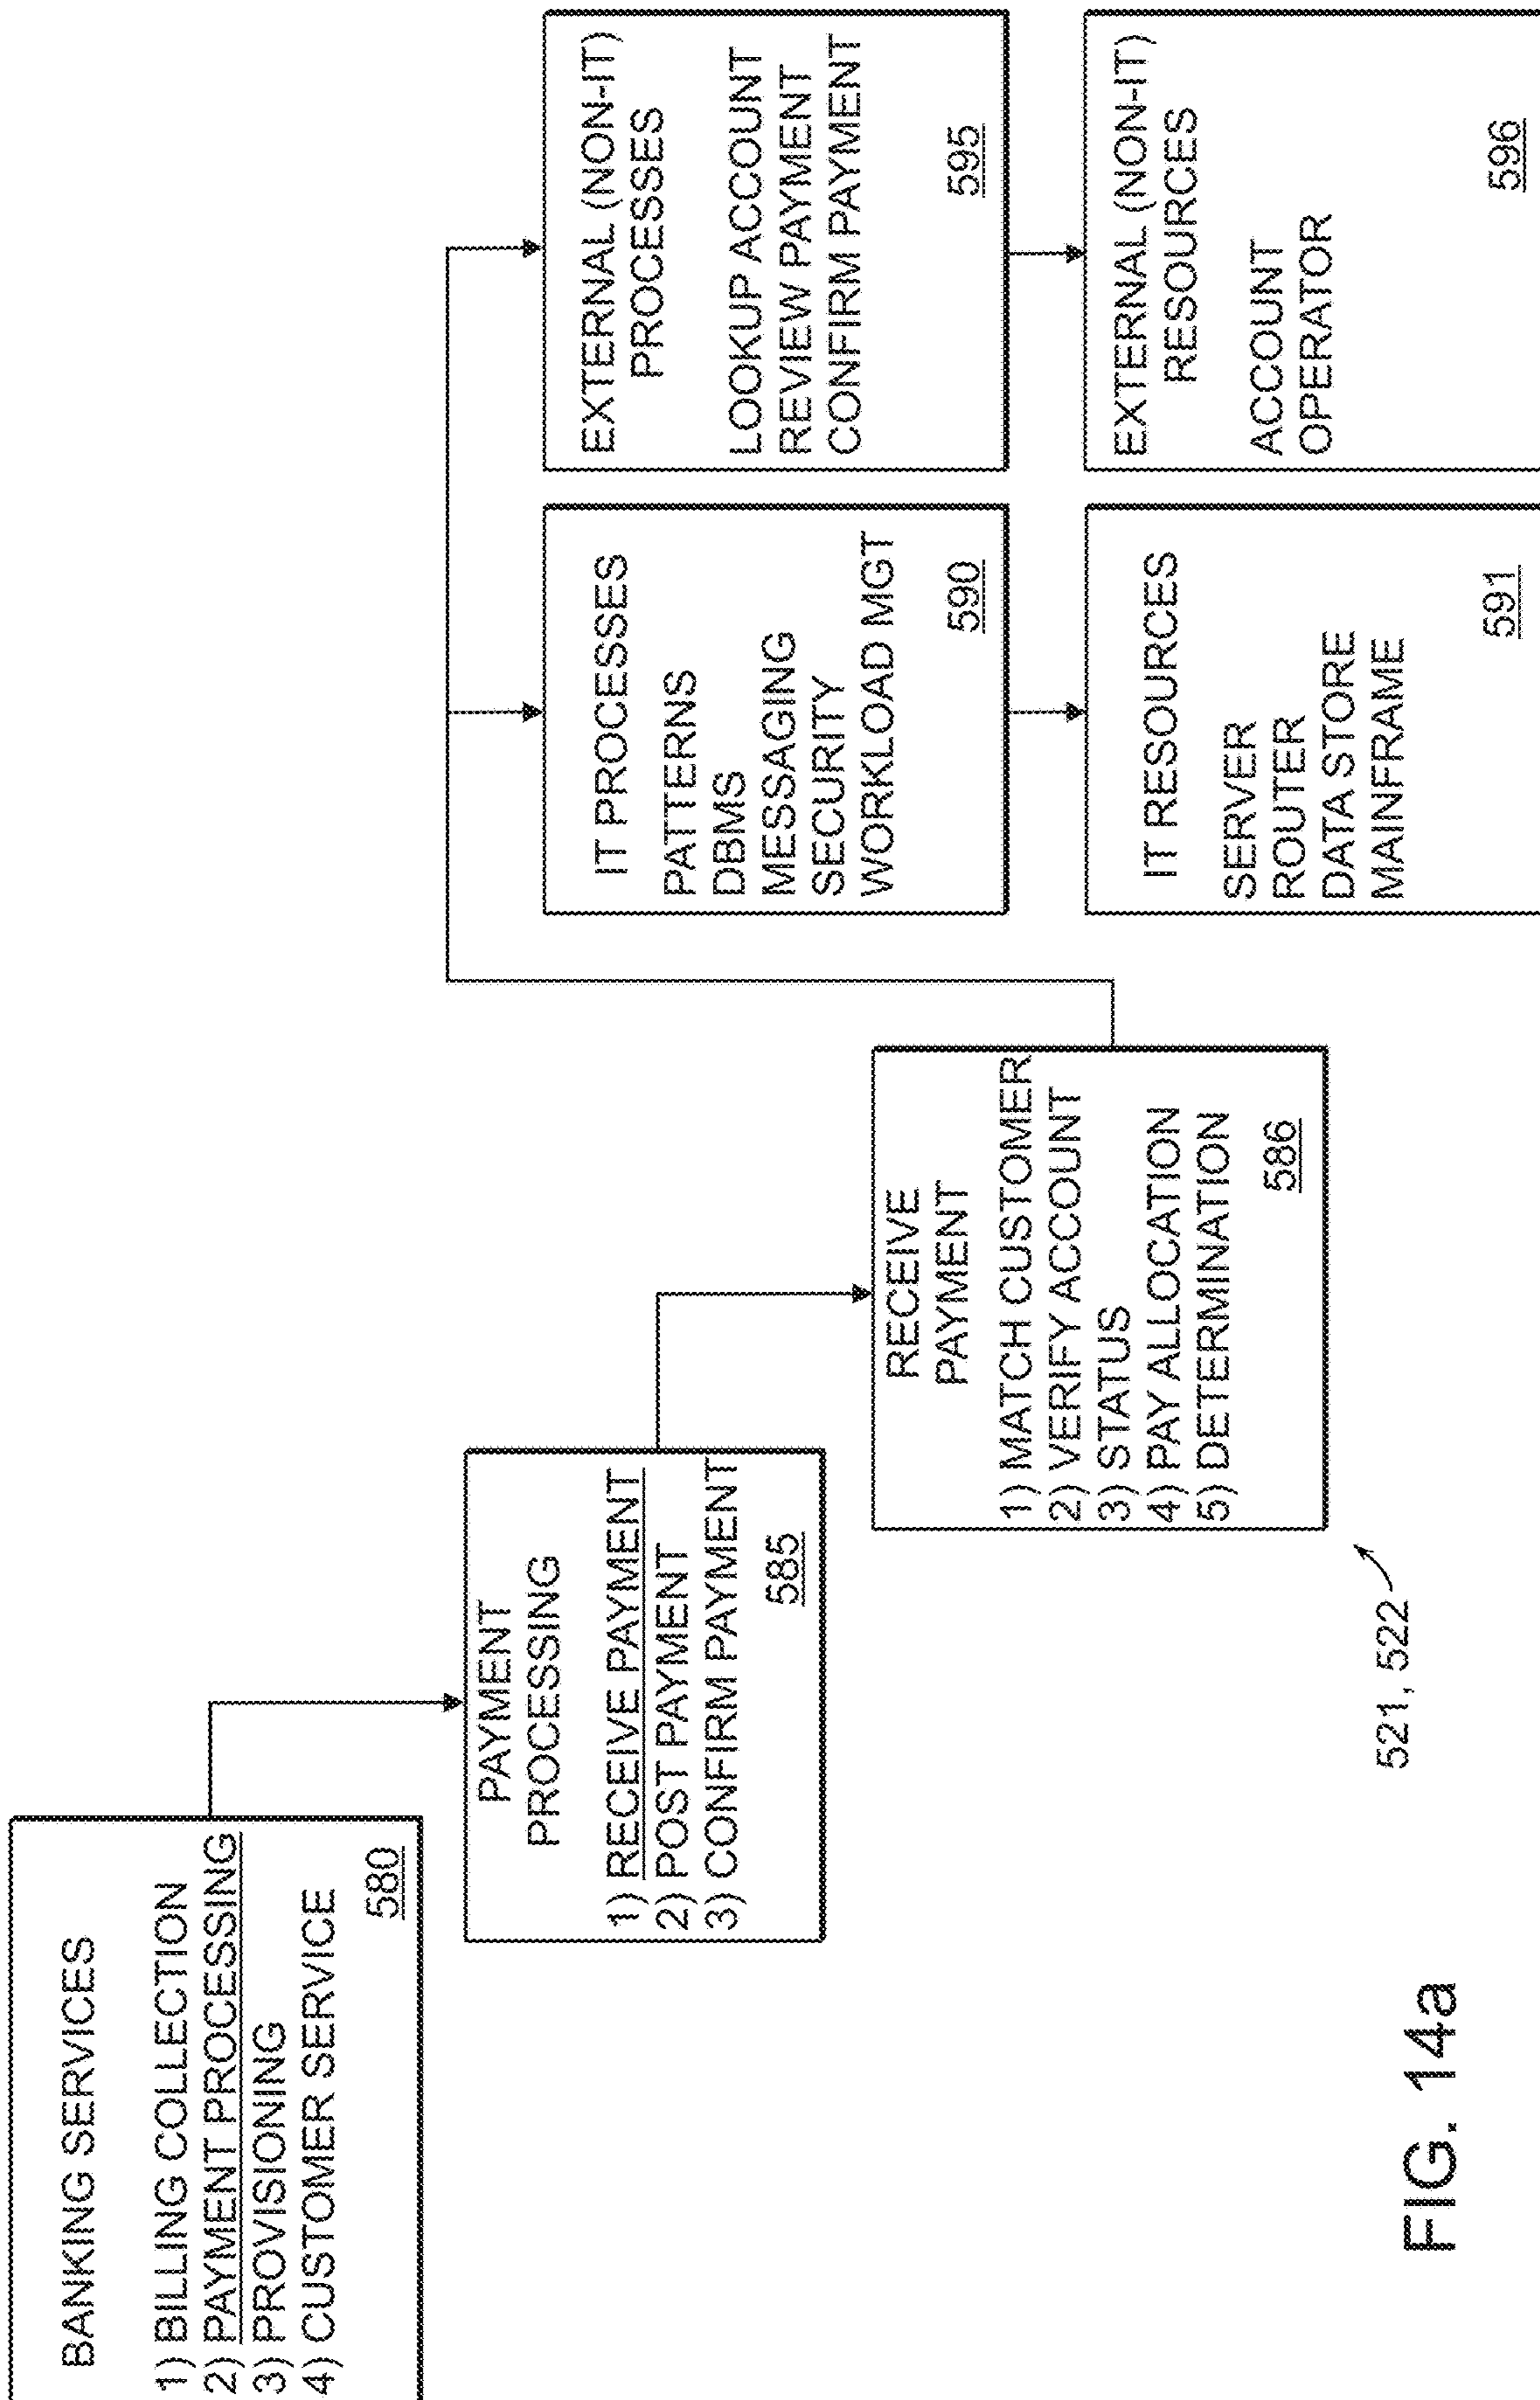 BANKING SERVICES
1) BILLING COLLECTION
2) PAYMENT PROCESSING
3) PROVISIONING
4) CUSTOMER SERVICE
580
PAYMENT
PROCESSING
1) RECEIVE PAYMENT
2) POST PAYMENT
3) CONFIRM PAYMENT
585
RECEIVE
PAYMENT
1) MATCH CUSTOMER
2) VERIFY ACCOUNT
3) STATUS
4) PAY ALLOCATION
5) DETERMINATION
586
IT PROCESSES
PATTERNS
DBMS
MESSAGING
SECURITY
WORKLOAD MGT
590
EXTERNAL (NON-IT)
PROCESSES
LOOKUP ACCOUNT
REVIEW PAYMENT
CONFIRM PAYMENT
595
IT RESOURCES
SERVER
ROUTER
DATA STORE
MAINFRAME
591
EXTERNAL (NON-IT)
RESOURCES
ACCOUNT
OPERATOR
596
521, 522
FIG. 14a